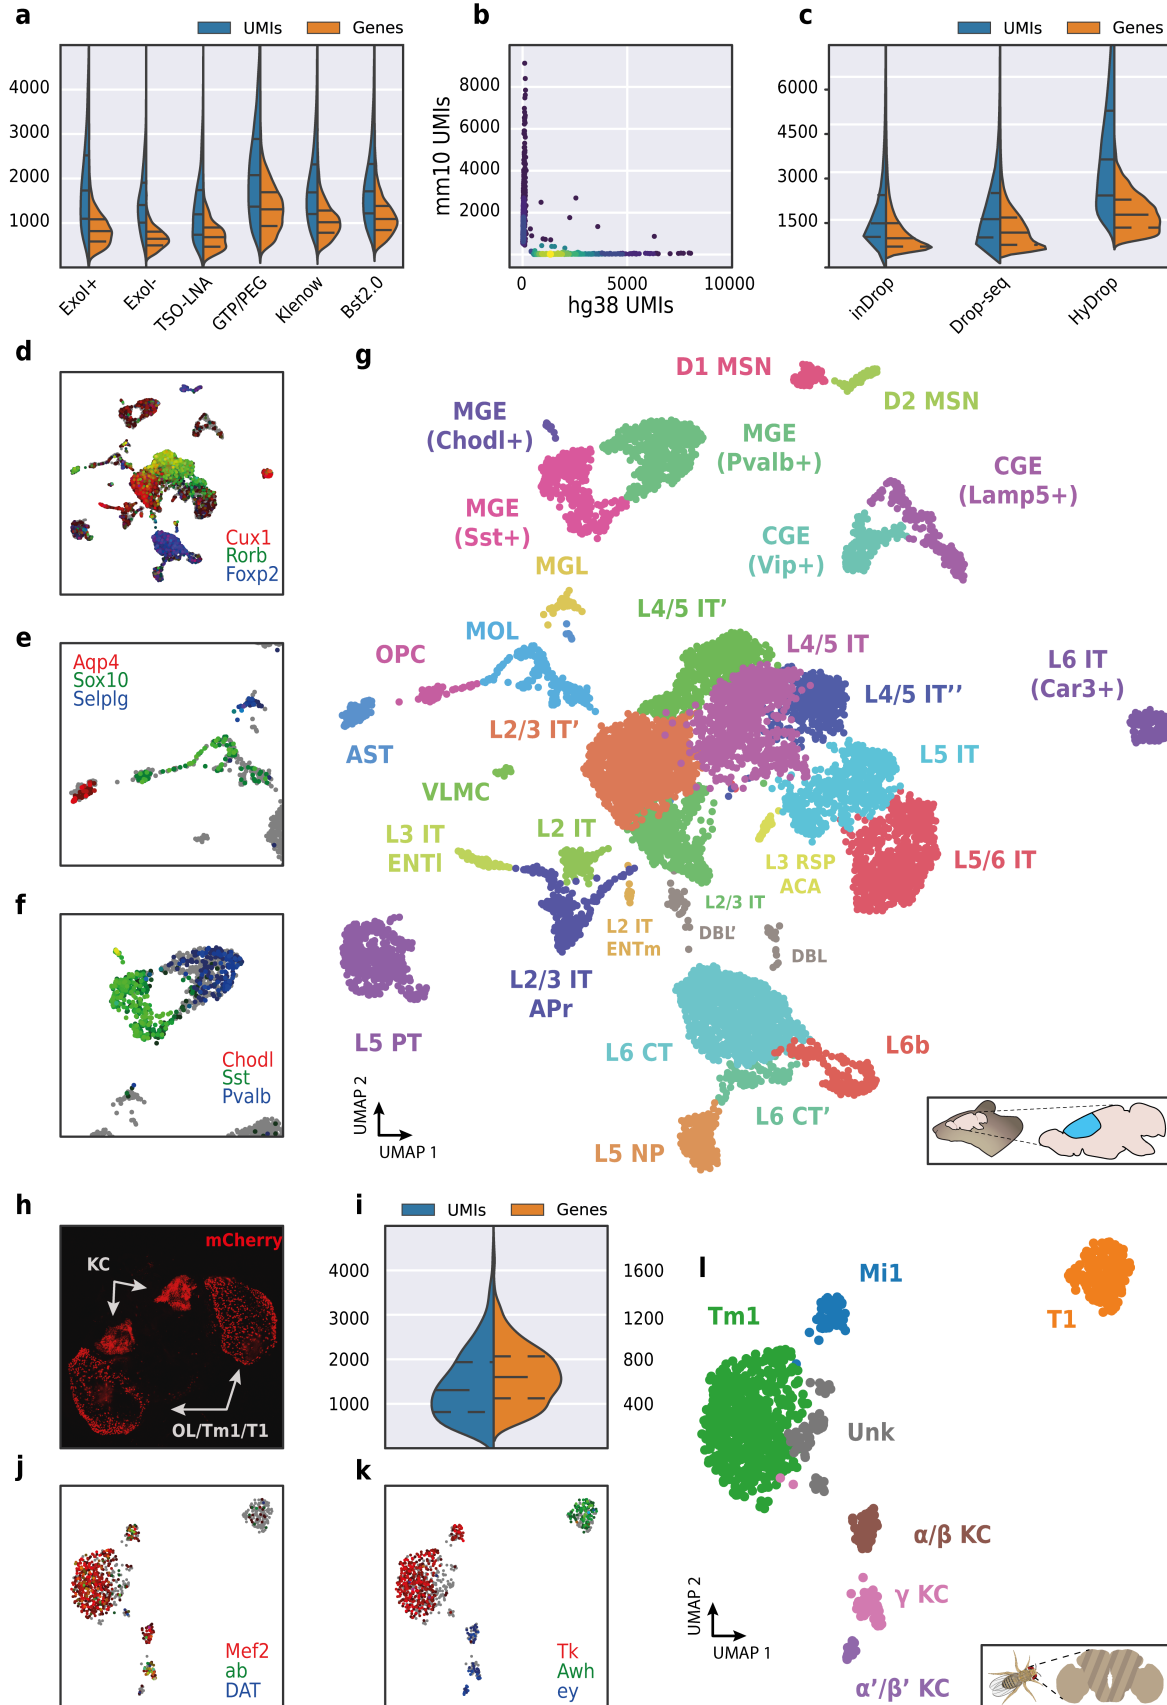 a
UMIs
Genes
4000
3000
2000
1000
ExoI+
ExoI-
TSO-LNA
GTP/PEG
Klenow
Bst2.0
b
mm10 UMIs
8000
6000
4000
2000
0
5000
10000
hg38 UMIs
c
UMIs
Genes
6000
4500
3000
1500
inDrop
Drop-seq
HyDrop
d
Cux1
Rorb
Foxp2
e
Aqp4
Sox10
Selplg
f
Chodl
Sst
Pvalb
g
D1 MSN
D2 MSN
MGE
(Chodl+)
MGE
(Pvalb+)
MGE
(Sst+)
CGE
(Lamp5+)
CGE
(Vip+)
MGL
L4/5 IT’
MOL
L4/5 IT
OPC
L6 IT
(Car3+)
L4/5 IT’’
L2/3 IT’
AST
L5 IT
VLMC
L3 IT
ENTl
L2 IT
L3 RSP
ACA
L5/6 IT
L2/3 IT
L2 IT
ENTm
DBL’
DBL
L2/3 IT
APr
L5 PT
L6 CT
L6b
L6 CT’
L5 NP
UMAP 2
UMAP 1
h
mCherry
KC
OL/Tm1/T1
i
UMIs
Genes
4000
3000
2000
1000
1600
1200
800
400
j
Mef2
ab
DAT
k
Tk
Awh
ey
l
Mi1
Tm1
T1
Unk
α/β KC
γ KC
α’/β’ KC
UMAP 2
UMAP 1